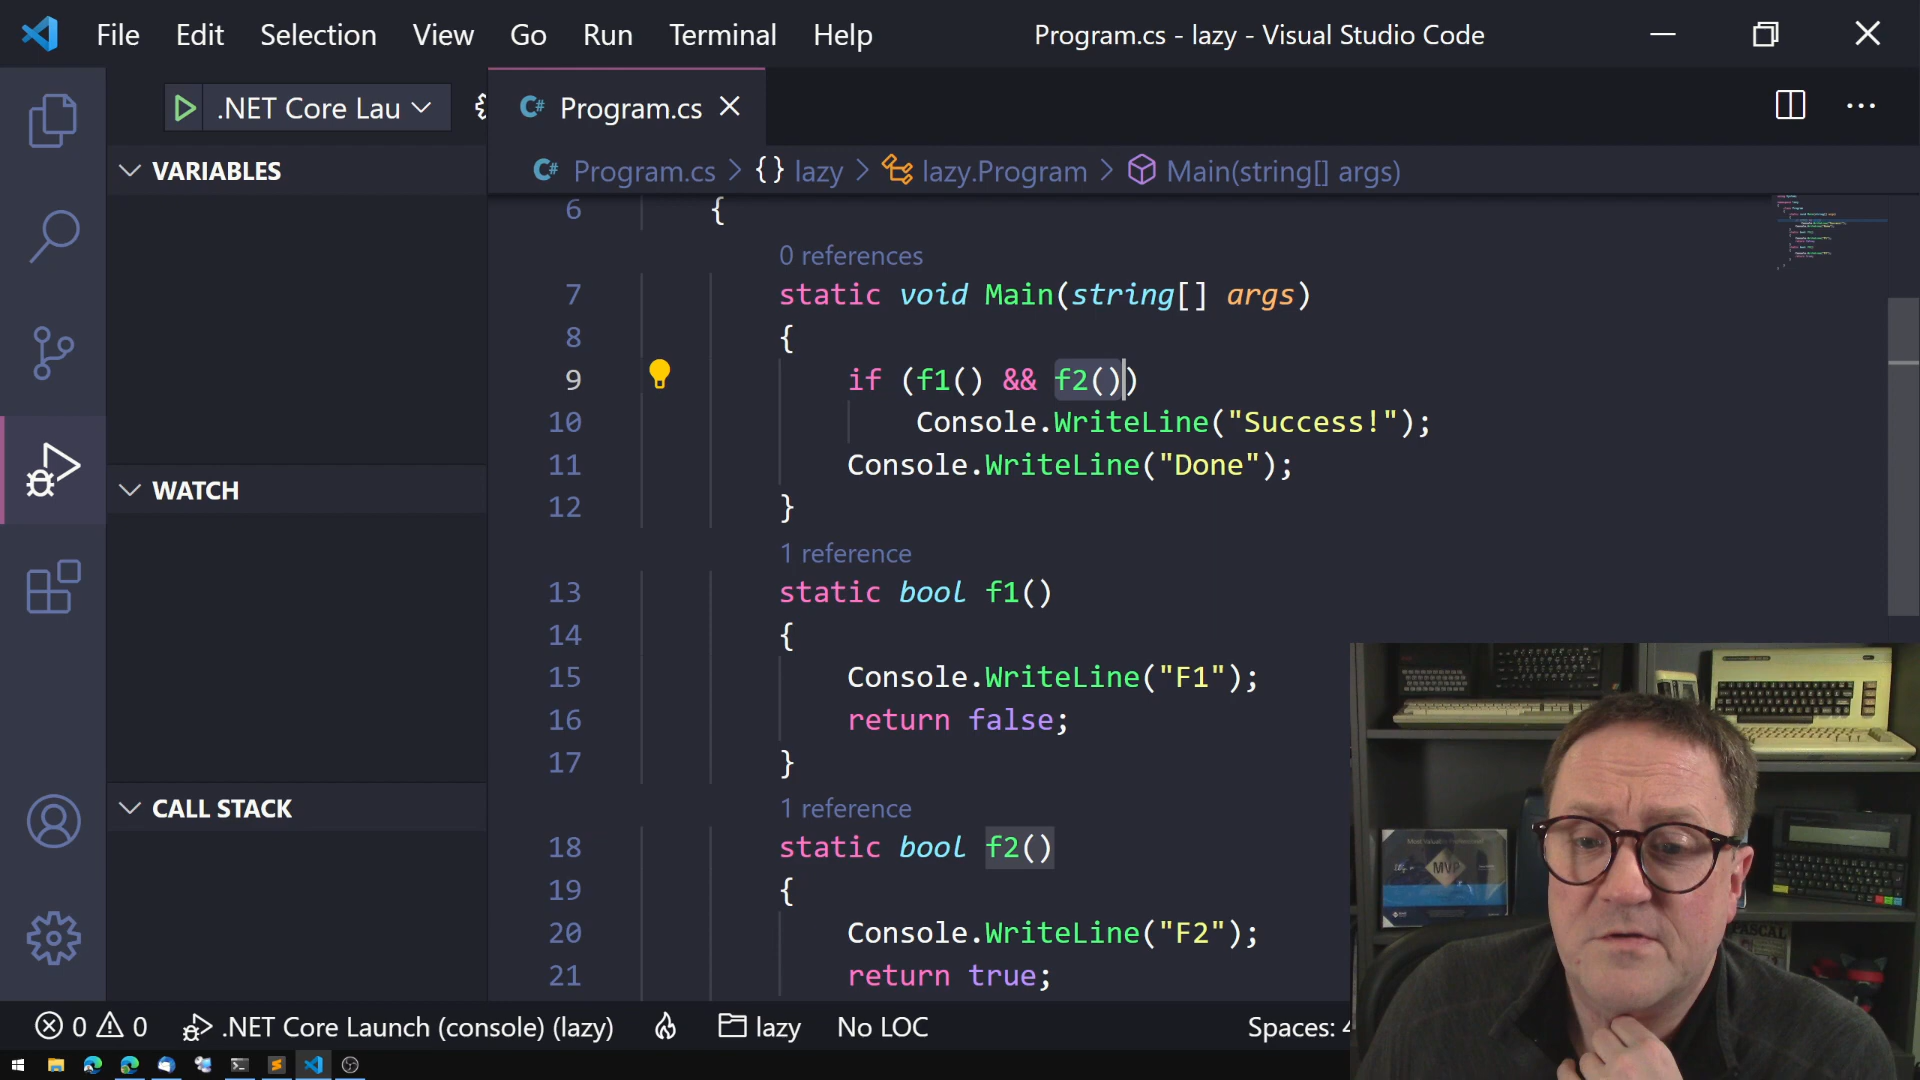 File Edit Selection View Go Run Terminal Help Program.cs - lazy - Visual Studio Code
.NET Core Lau
C# Program.cs
VARIABLES
C# Program.cs > {} lazy > lazy.Program > Main(string[] args)
6 {
0 references
7 static void Main(string[] args)
8 {
9 if (f1() && f2())
10 Console.WriteLine("Success!");
11 Console.WriteLine("Done");
12 }
1 reference
13 static bool f1()
14 {
15 Console.WriteLine("F1");
16 return false;
17 }
1 reference
18 static bool f2()
19 {
20 Console.WriteLine("F2");
21 return true;
WATCH
CALL STACK
MVP
PASCAL
0 0 .NET Core Launch (console) (lazy) lazy No LOC Spaces: 4